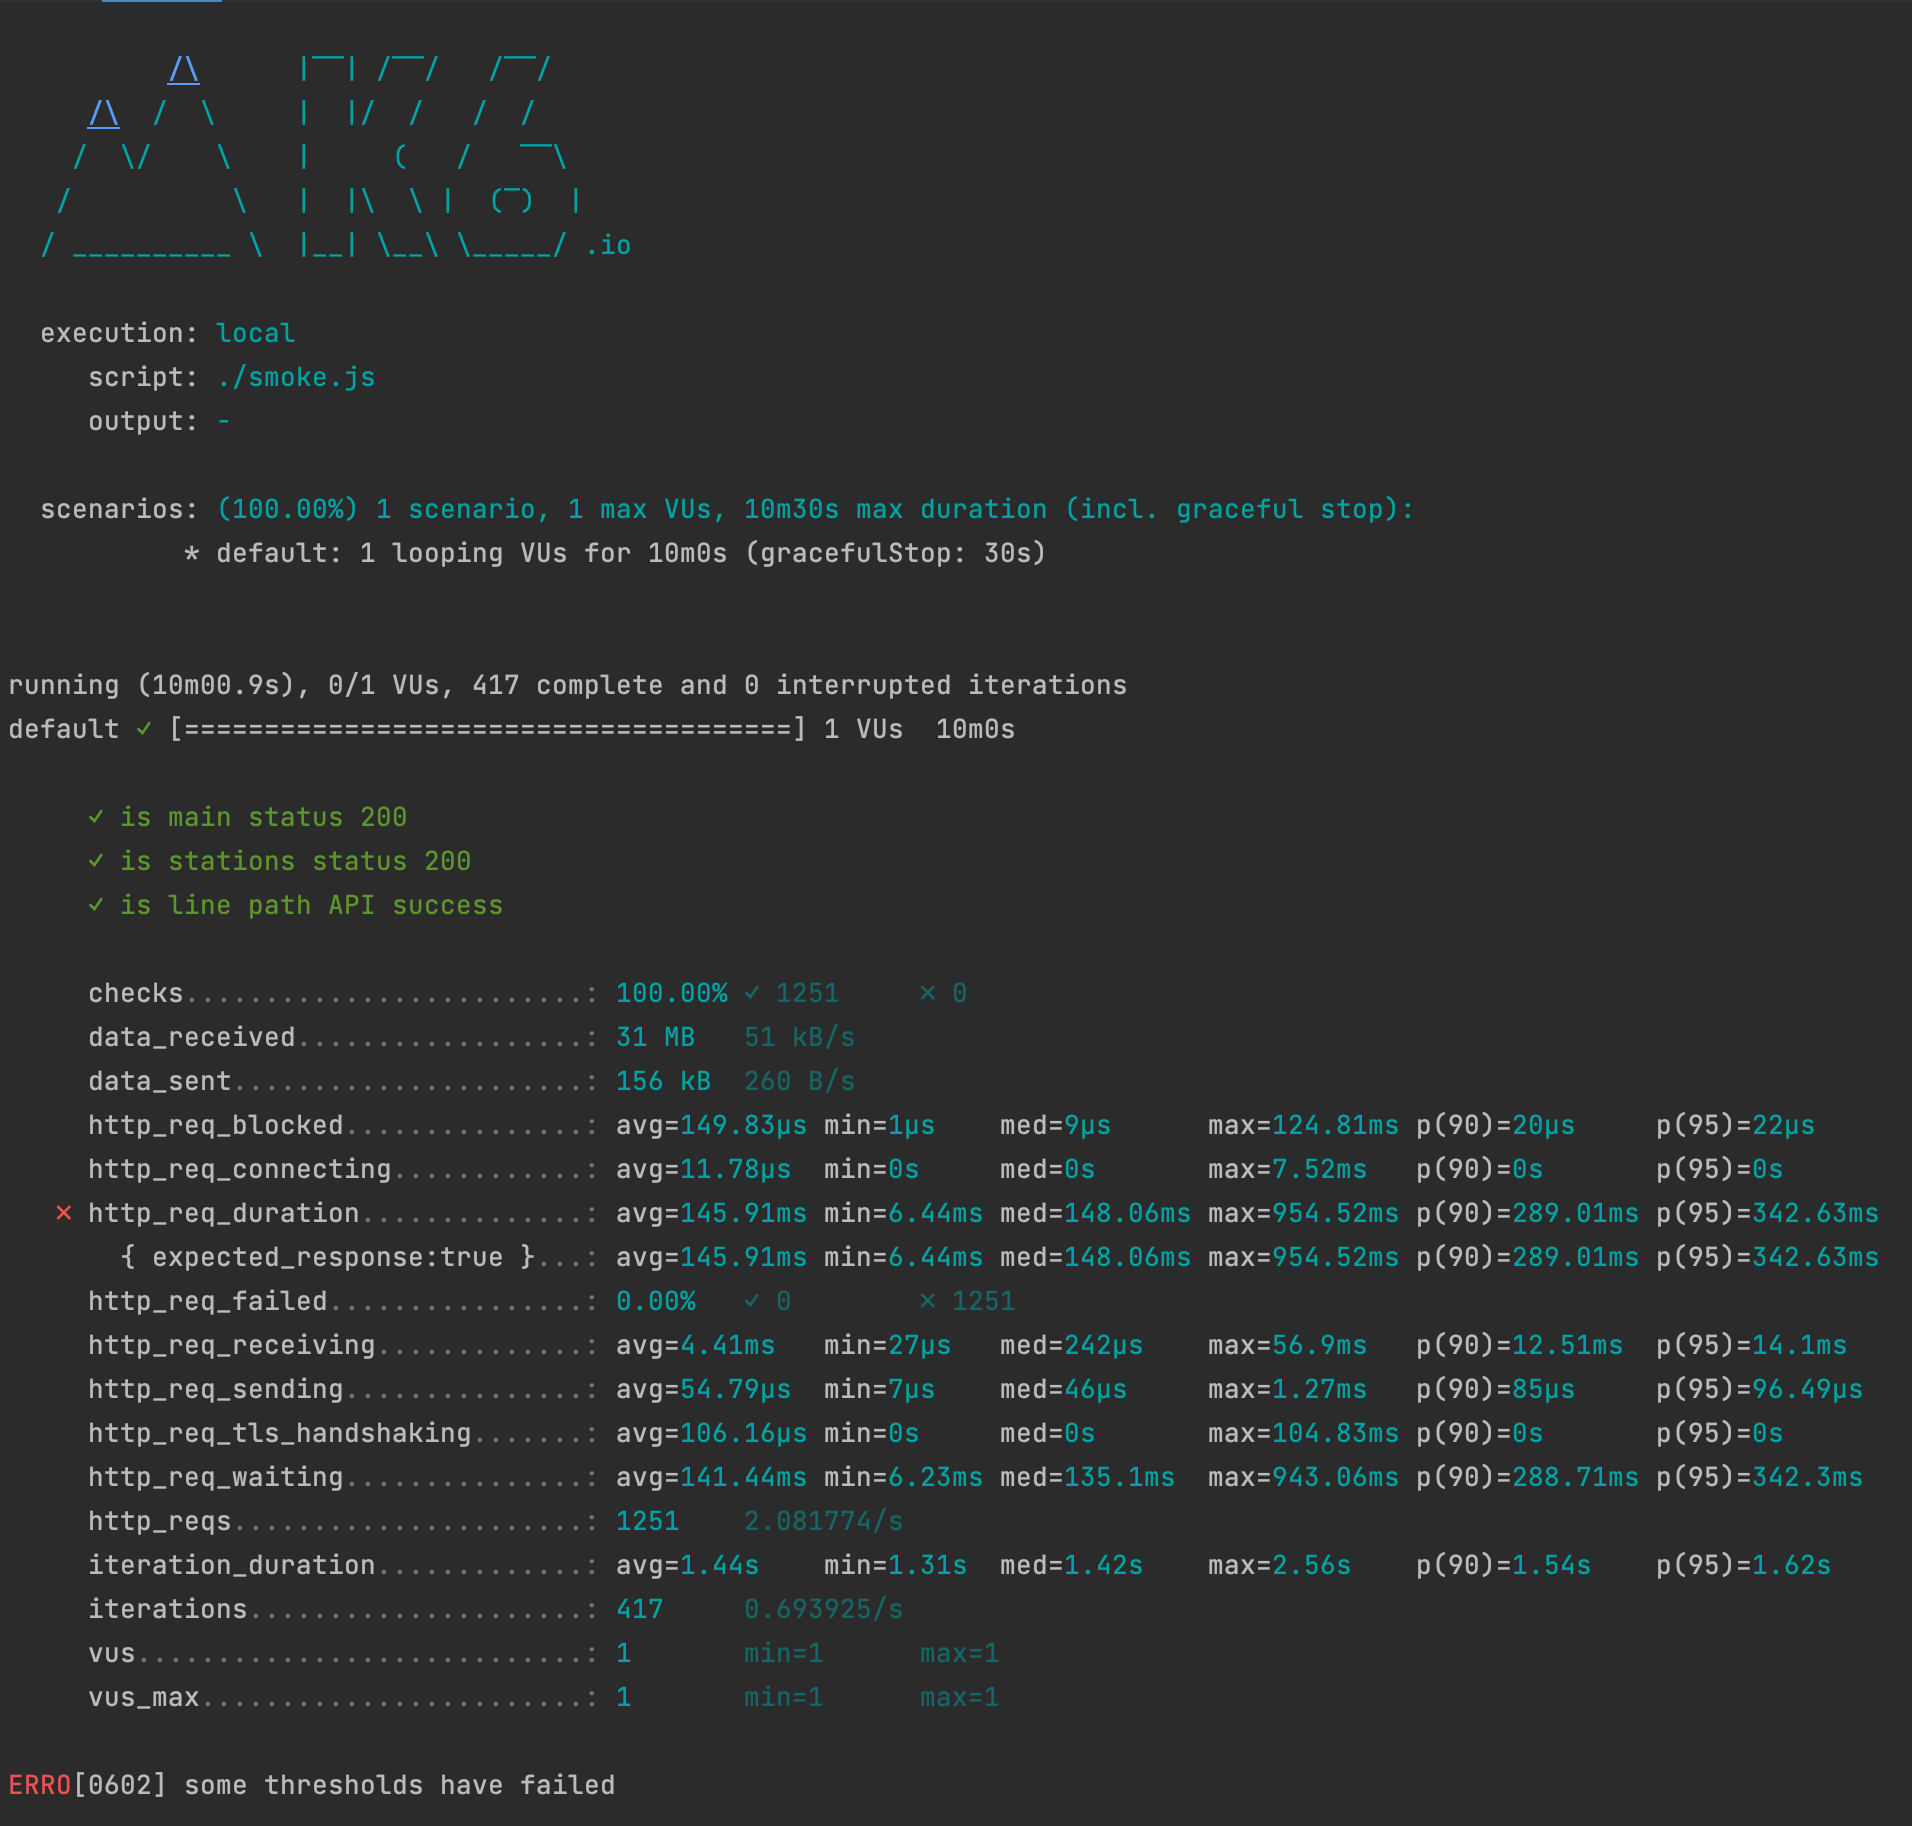 /\      |‾‾| /‾‾/   /‾‾/
   /\  /  \     |  |/  /   /  /
  /  \/    \    |     (   /   ‾‾\
 /          \   |  |\  \ |  (‾)  |
/ __________ \  |__| \__\ \_____/ .io
execution: local
script: ./smoke.js
output: -
scenarios: (100.00%) 1 scenario, 1 max VUs, 10m30s max duration (incl. graceful stop):
* default: 1 looping VUs for 10m0s (gracefulStop: 30s)
running (10m00.9s), 0/1 VUs, 417 complete and 0 interrupted iterations
default ✓ [======================================] 1 VUs  10m0s
✓ is main status 200
✓ is stations status 200
✓ is line path API success
checks.........................: 100.00% ✓ 1251     ✗ 0
data_received..................: 31 MB   51 kB/s
data_sent......................: 156 kB  260 B/s
http_req_blocked...............: avg=149.83µs min=1µs    med=9µs      max=124.81ms p(90)=20µs     p(95)=22µs
http_req_connecting............: avg=11.78µs  min=0s     med=0s       max=7.52ms   p(90)=0s       p(95)=0s
✗ http_req_duration..............: avg=145.91ms min=6.44ms med=148.06ms max=954.52ms p(90)=289.01ms p(95)=342.63ms
{ expected_response:true }...: avg=145.91ms min=6.44ms med=148.06ms max=954.52ms p(90)=289.01ms p(95)=342.63ms
http_req_failed................: 0.00%   ✓ 0        ✗ 1251
http_req_receiving.............: avg=4.41ms   min=27µs   med=242µs    max=56.9ms   p(90)=12.51ms  p(95)=14.1ms
http_req_sending...............: avg=54.79µs  min=7µs    med=46µs     max=1.27ms   p(90)=85µs     p(95)=96.49µs
http_req_tls_handshaking.......: avg=106.16µs min=0s     med=0s       max=104.83ms p(90)=0s       p(95)=0s
http_req_waiting...............: avg=141.44ms min=6.23ms med=135.1ms  max=943.06ms p(90)=288.71ms p(95)=342.3ms
http_reqs......................: 1251    2.081774/s
iteration_duration.............: avg=1.44s    min=1.31s  med=1.42s    max=2.56s    p(90)=1.54s    p(95)=1.62s
iterations.....................: 417     0.693925/s
vus............................: 1       min=1      max=1
vus_max........................: 1       min=1      max=1
ERRO[0602] some thresholds have failed